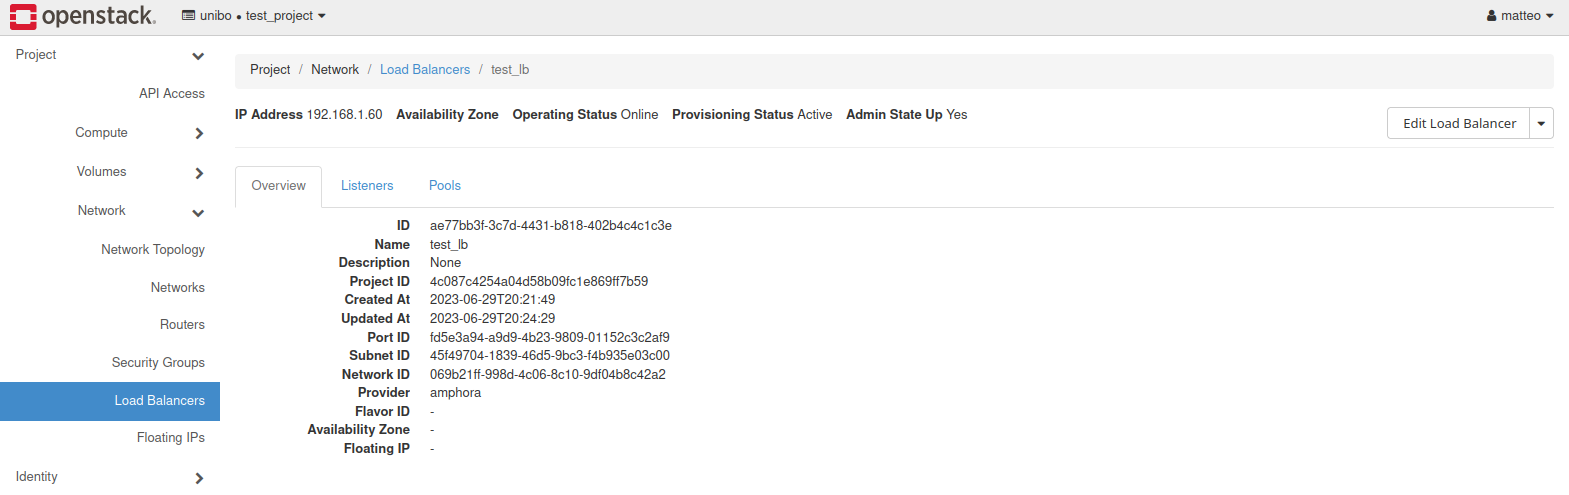 openstack. unibo • test_project matteo
Project
API Access
Compute
Volumes
Network
Network Topology
Networks
Routers
Security Groups
Load Balancers
Floating IPs
Identity
Project / Network / Load Balancers / test_lb
IP Address 192.168.1.60 Availability Zone Operating Status Online Provisioning Status Active Admin State Up Yes
Edit Load Balancer
Overview Listeners Pools
ID ae77bb3f-3c7d-4431-b818-402b4c4c1c3e
Name test_lb
Description None
Project ID 4c087c4254a04d58b09fc1e869ff7b59
Created At 2023-06-29T20:21:49
Updated At 2023-06-29T20:24:29
Port ID fd5e3a94-a9d9-4b23-9809-01152c3c2af9
Subnet ID 45f49704-1839-46d5-9bc3-f4b935e03c00
Network ID 069b21ff-998d-4c06-8c10-9df04b8c42a2
Provider amphora
Flavor ID -
Availability Zone -
Floating IP -